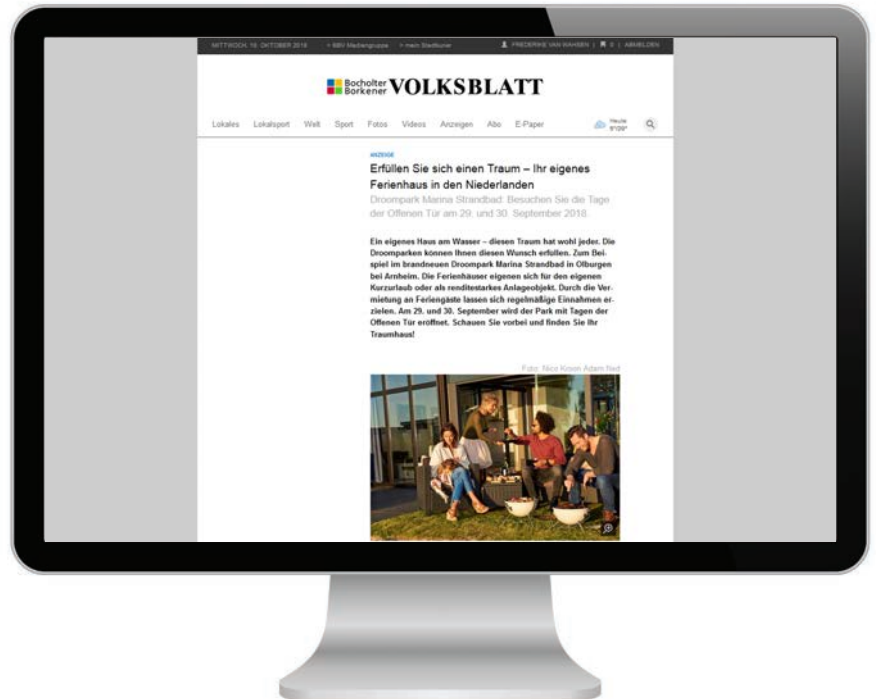 MITTWOCH, 10. OKTOBER 2018 > BBV Mediengruppe > mein Stadtkurier FREDERIKE VAN WAHSEN | 0 | ABMELDEN
Bocholter
Borkener VOLKSBLATT
Lokales Lokalsport Welt Sport Fotos Videos Anzeigen Abo E-Paper Heute
9°/20°
ANZEIGE
Erfüllen Sie sich einen Traum – Ihr eigenes
Ferienhaus in den Niederlanden
Droompark Marina Strandbad: Besuchen Sie die Tage
der Offenen Tür am 29. und 30. September 2018.
Ein eigenes Haus am Wasser – diesen Traum hat wohl jeder. Die
Droomparken können Ihnen diesen Wunsch erfüllen. Zum Bei-
spiel im brandneuen Droompark Marina Strandbad in Olburgen
bei Arnheim. Die Ferienhäuser eigenen sich für den eigenen
Kurzurlaub oder als renditestarkes Anlageobjekt. Durch die Ver-
mietung an Feriengäste lassen sich regelmäßige Einnahmen er-
zielen. Am 29. und 30. September wird der Park mit Tagen der
Offenen Tür eröffnet. Schauen Sie vorbei und finden Sie Ihr
Traumhaus!
Foto: Nico Adam